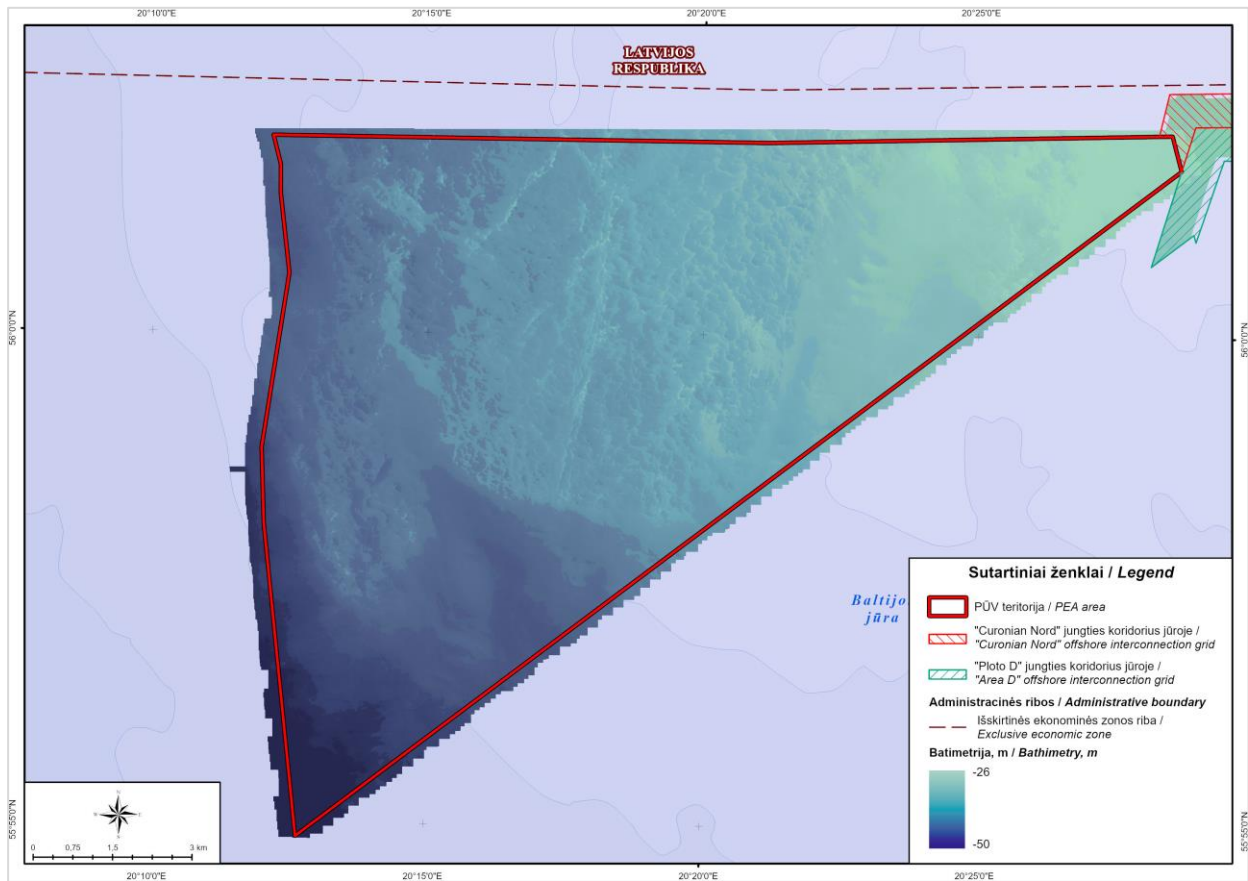 20°10'0"E
20°15'0"E
20°20'0"E
20°25'0"E
LATVIJOS
RESPUBLIKA
56°0'0"N
56°0'0"N
Baltijo
jūra
Sutartiniai ženklai / Legend
PŪV teritorija / PEA area
"Curonian Nord" jungties koridorius jūroje /
"Curonian Nord" offshore interconnection grid
"Ploto D" jungties koridorius jūroje /
"Area D" offshore interconnection grid
Administracinės ribos / Administrative boundary
Išskirtinės ekonominės zonos riba /
Exclusive economic zone
Batimetrija, m / Bathimetry, m
-26
-50
55°55'0"N
55°55'0"N
N
W
E
S
0 0,75 1,5 3 km
20°10'0"E
20°15'0"E
20°20'0"E
20°25'0"E